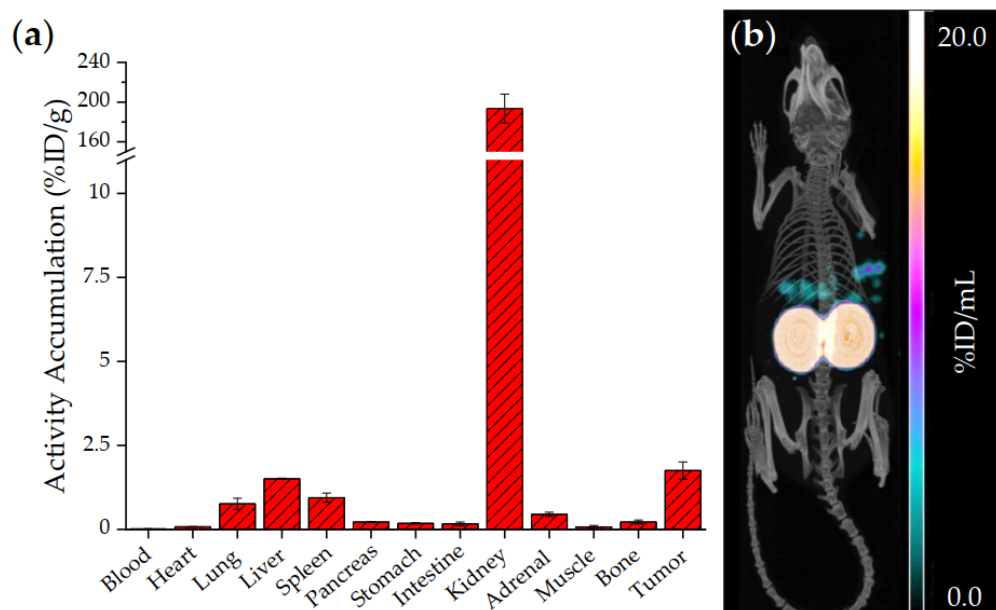 (a)
Activity Accumulation (%ID/g)
240
200
160
10
7.5
5
2.5
0
Blood
Heart
Lung
Liver
Spleen
Pancreas
Stomach
Intestine
Kidney
Adrenal
Muscle
Bone
Tumor
(b)
20.0
%ID/mL
0.0